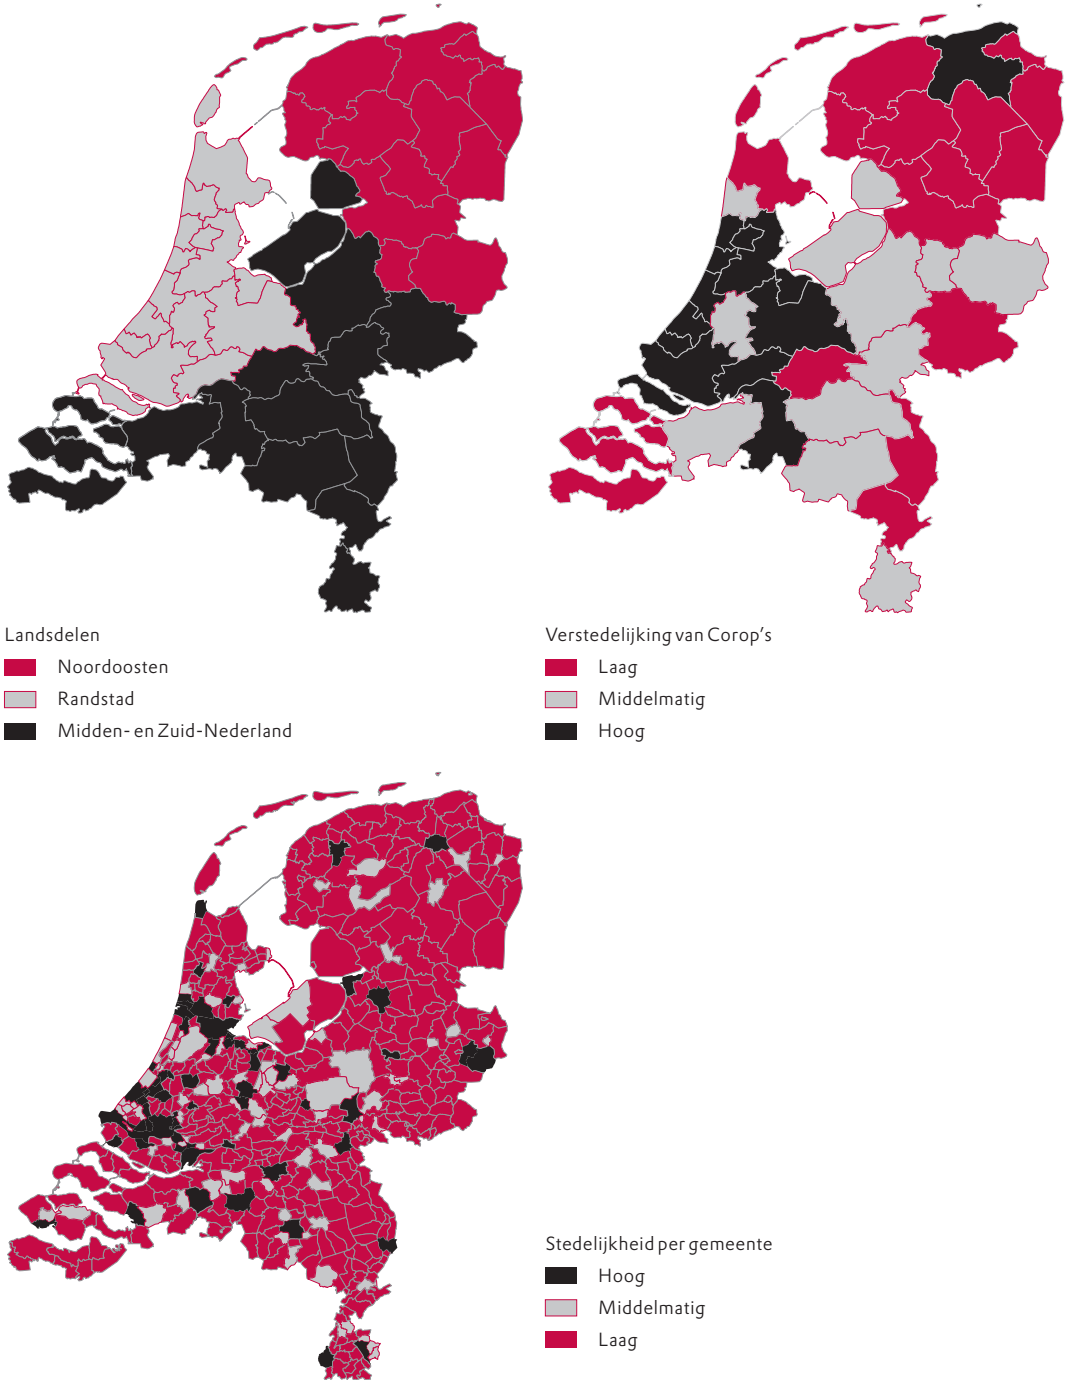 Landsdelen
Noordoosten
Randstad
Midden- en Zuid-Nederland
Verstedelijking van Corop's
Laag
Middelmatig
Hoog
Stedelijkheid per gemeente
Hoog
Middelmatig
Laag